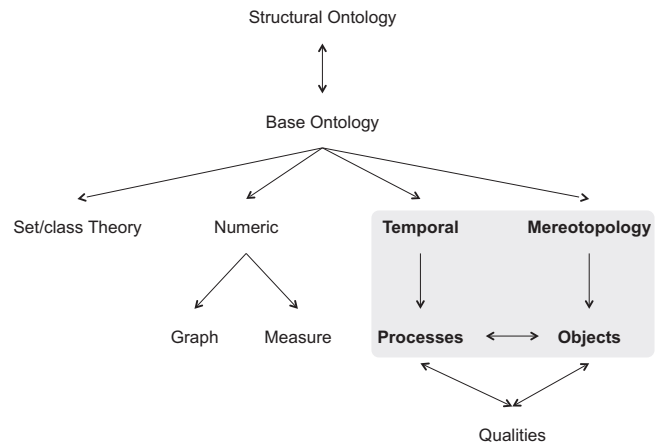 Structural Ontology
Base Ontology
Set/class Theory
Numeric
Temporal
Mereotopology
Graph
Measure
Processes
Objects
Qualities